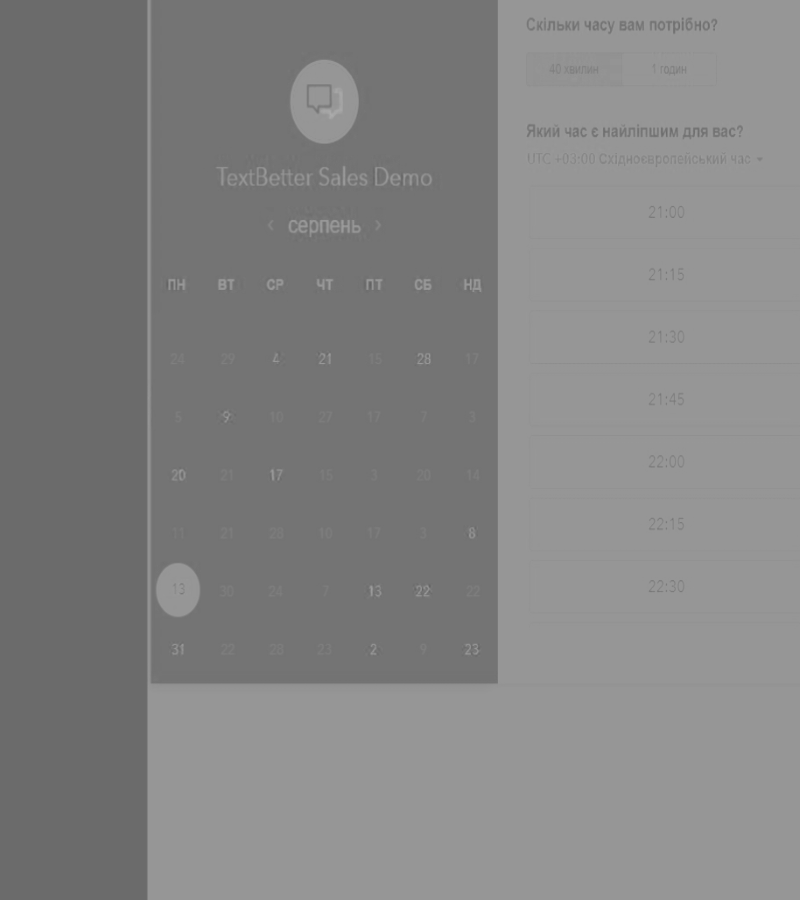 TextBetter Sales Demo
‹ серпень ›
ПН ВТ СР ЧТ ПТ СБ НД
24 29 4 21 15 28 17
5 9 10 27 17 7 3
20 21 17 15 3 20 14
11 21 28 10 17 3 8
13 30 24 7 13 22 22
31 22 23 23 2 9 23
Скільки часу вам потрібно?
40 хвилин 1 годин
Який час є найліпшим для вас?
UTC +03:00 Східноєвропейський час
21:00
21:15
21:30
21:45
22:00
22:15
22:30